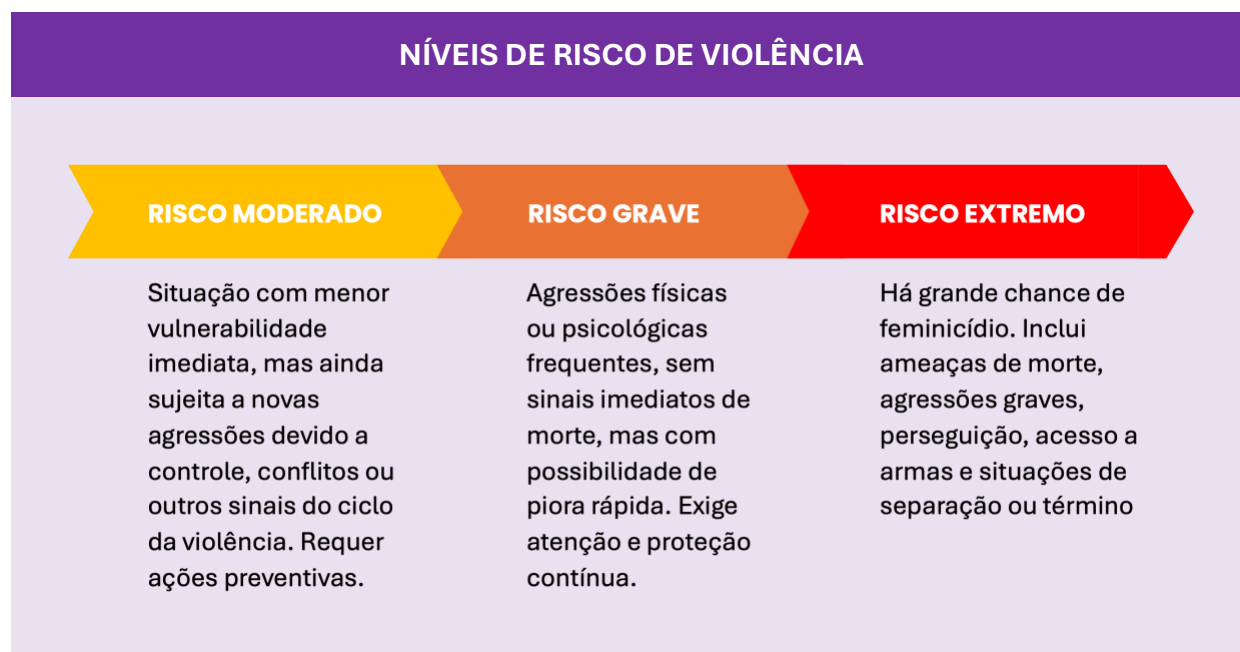 NÍVEIS DE RISCO DE VIOLÊNCIA
RISCO MODERADO
Situação com menor
vulnerabilidade
imediata, mas ainda
sujeita a novas
agressões devido a
controle, conflitos ou
outros sinais do ciclo
da violência. Requer
ações preventivas.
RISCO GRAVE
Agressões físicas
ou psicológicas
frequentes, sem
sinais imediatos de
morte, mas com
possibilidade de
piora rápida. Exige
atenção e proteção
contínua.
RISCO EXTREMO
Há grande chance de
feminicídio. Inclui
ameaças de morte,
agressões graves,
perseguição, acesso a
armas e situações de
separação ou término